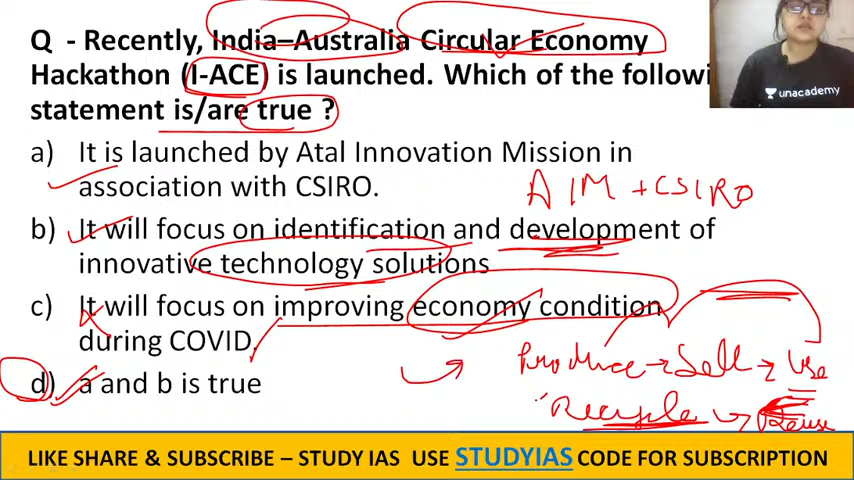 Q - Recently, India–Australia Circular Economy
Hackathon (I-ACE) is launched. Which of the followi
statement is/are true ?
unacademy
a) It is launched by Atal Innovation Mission in
association with CSIRO.
AIM + CSIRO
b) It will focus on identification and development of
innovative technology solutions
c) It will focus on improving economy condition
during COVID.
Produce → Sell → Use
Recycle → Reuse
d) a and b is true
LIKE SHARE & SUBSCRIBE – STUDY IAS USE STUDYIAS CODE FOR SUBSCRIPTION